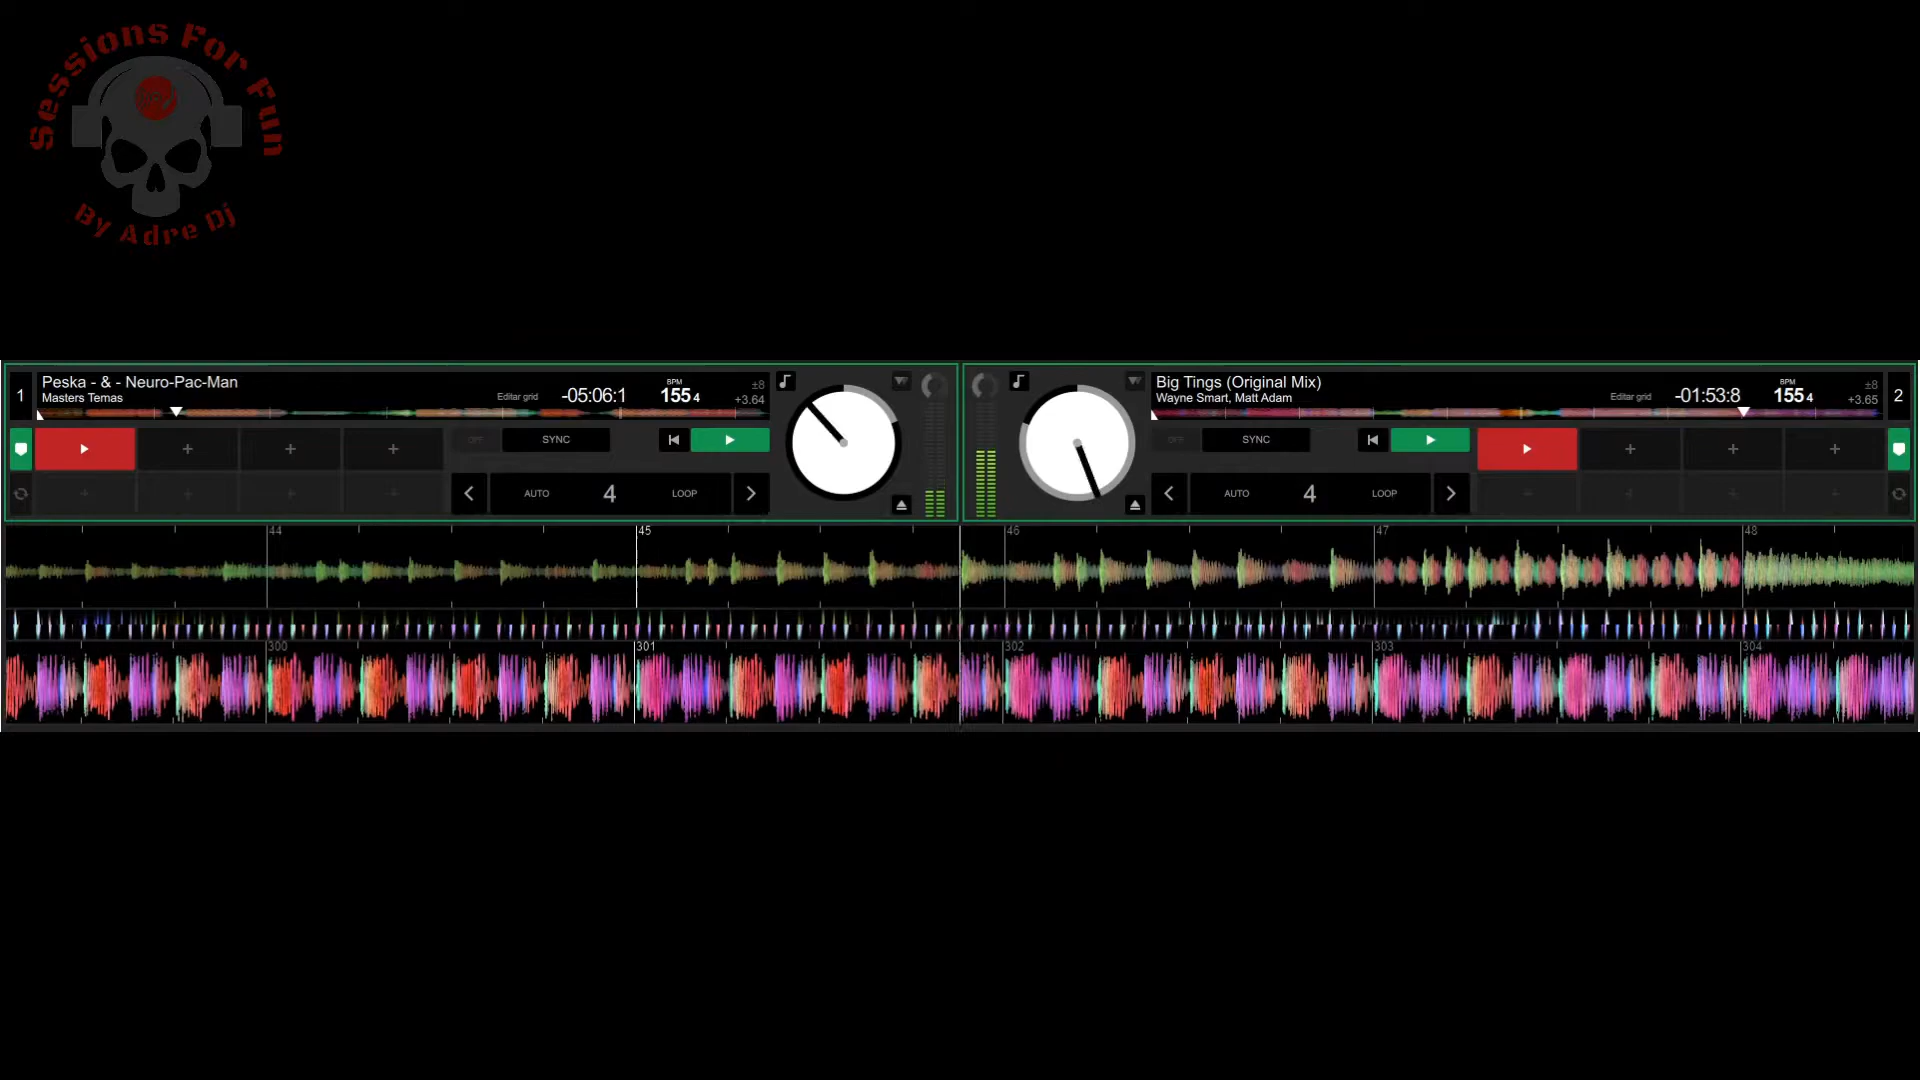 Sessions For Fun
By Adre Dj
1
Peska - & - Neuro-Pac-Man
Masters Temas
Editar grid
-05:06:1
BPM
155.4
±8
+3.64
OFF
SYNC
AUTO
4
LOOP
Big Tings (Original Mix)
Wayne Smart, Matt Adam
Editar grid
-01:53:8
BPM
155.4
±8
+3.65
2
OFF
SYNC
AUTO
4
LOOP
44
45
46
47
48
300
301
302
303
304